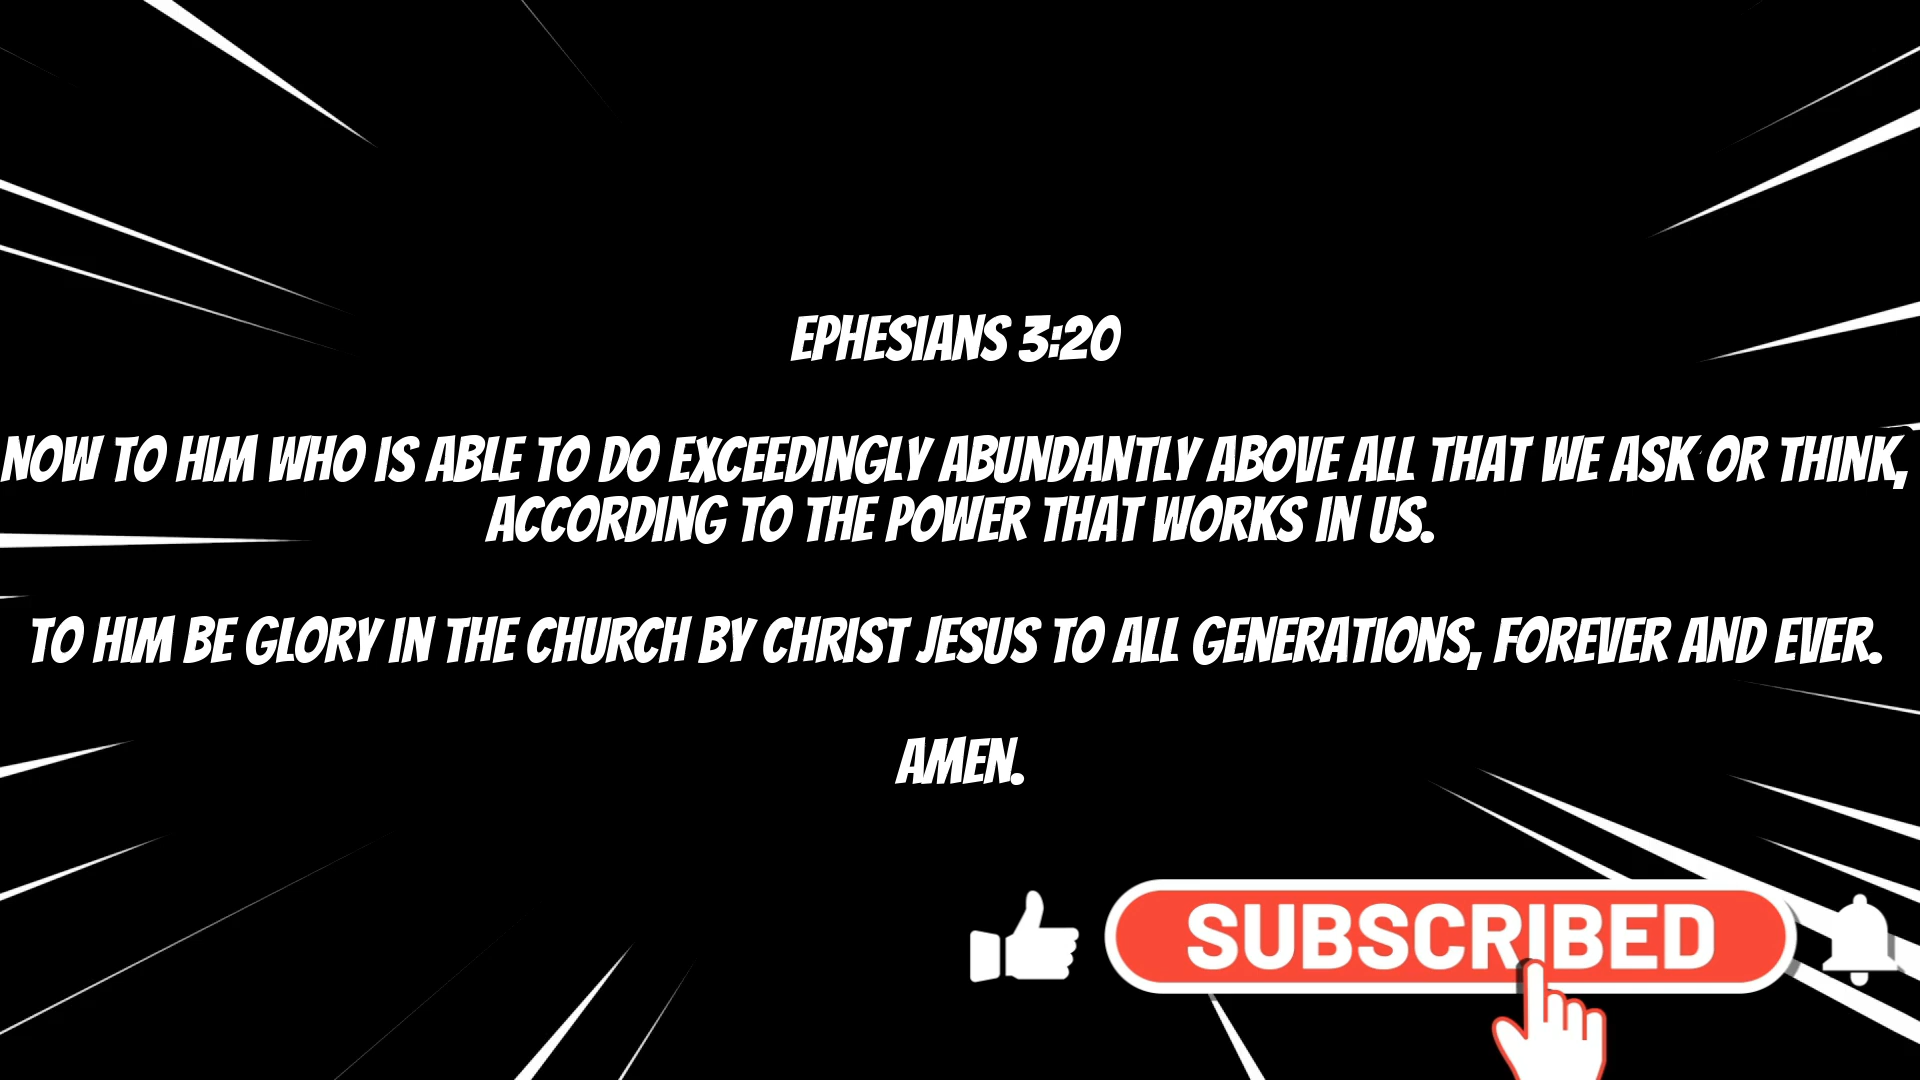 EPHESIANS 3:20
NOW TO HIM WHO IS ABLE TO DO EXCEEDINGLY ABUNDANTLY ABOVE ALL THAT WE ASK OR THINK,
ACCORDING TO THE POWER THAT WORKS IN US.
TO HIM BE GLORY IN THE CHURCH BY CHRIST JESUS TO ALL GENERATIONS, FOREVER AND EVER.
AMEN.
SUBSCRIBED